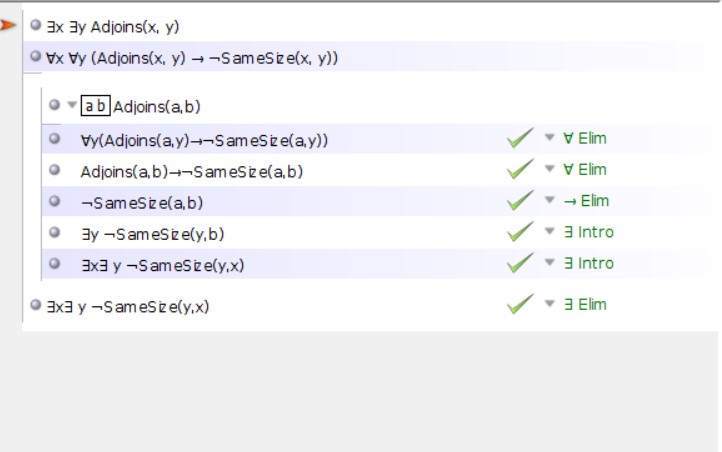 ∃x ∃y Adjoins(x, y)
∀x ∀y (Adjoins(x, y) → ¬SameSize(x, y))
a b Adjoins(a,b)
∀y(Adjoins(a,y)→¬SameSize(a,y)) ∀ Elim
Adjoins(a,b)→¬SameSize(a,b) ∀ Elim
¬SameSize(a,b) → Elim
∃y ¬SameSize(y,b) ∃ Intro
∃x∃ y ¬SameSize(y,x) ∃ Intro
∃x∃ y ¬SameSize(y,x) ∃ Elim